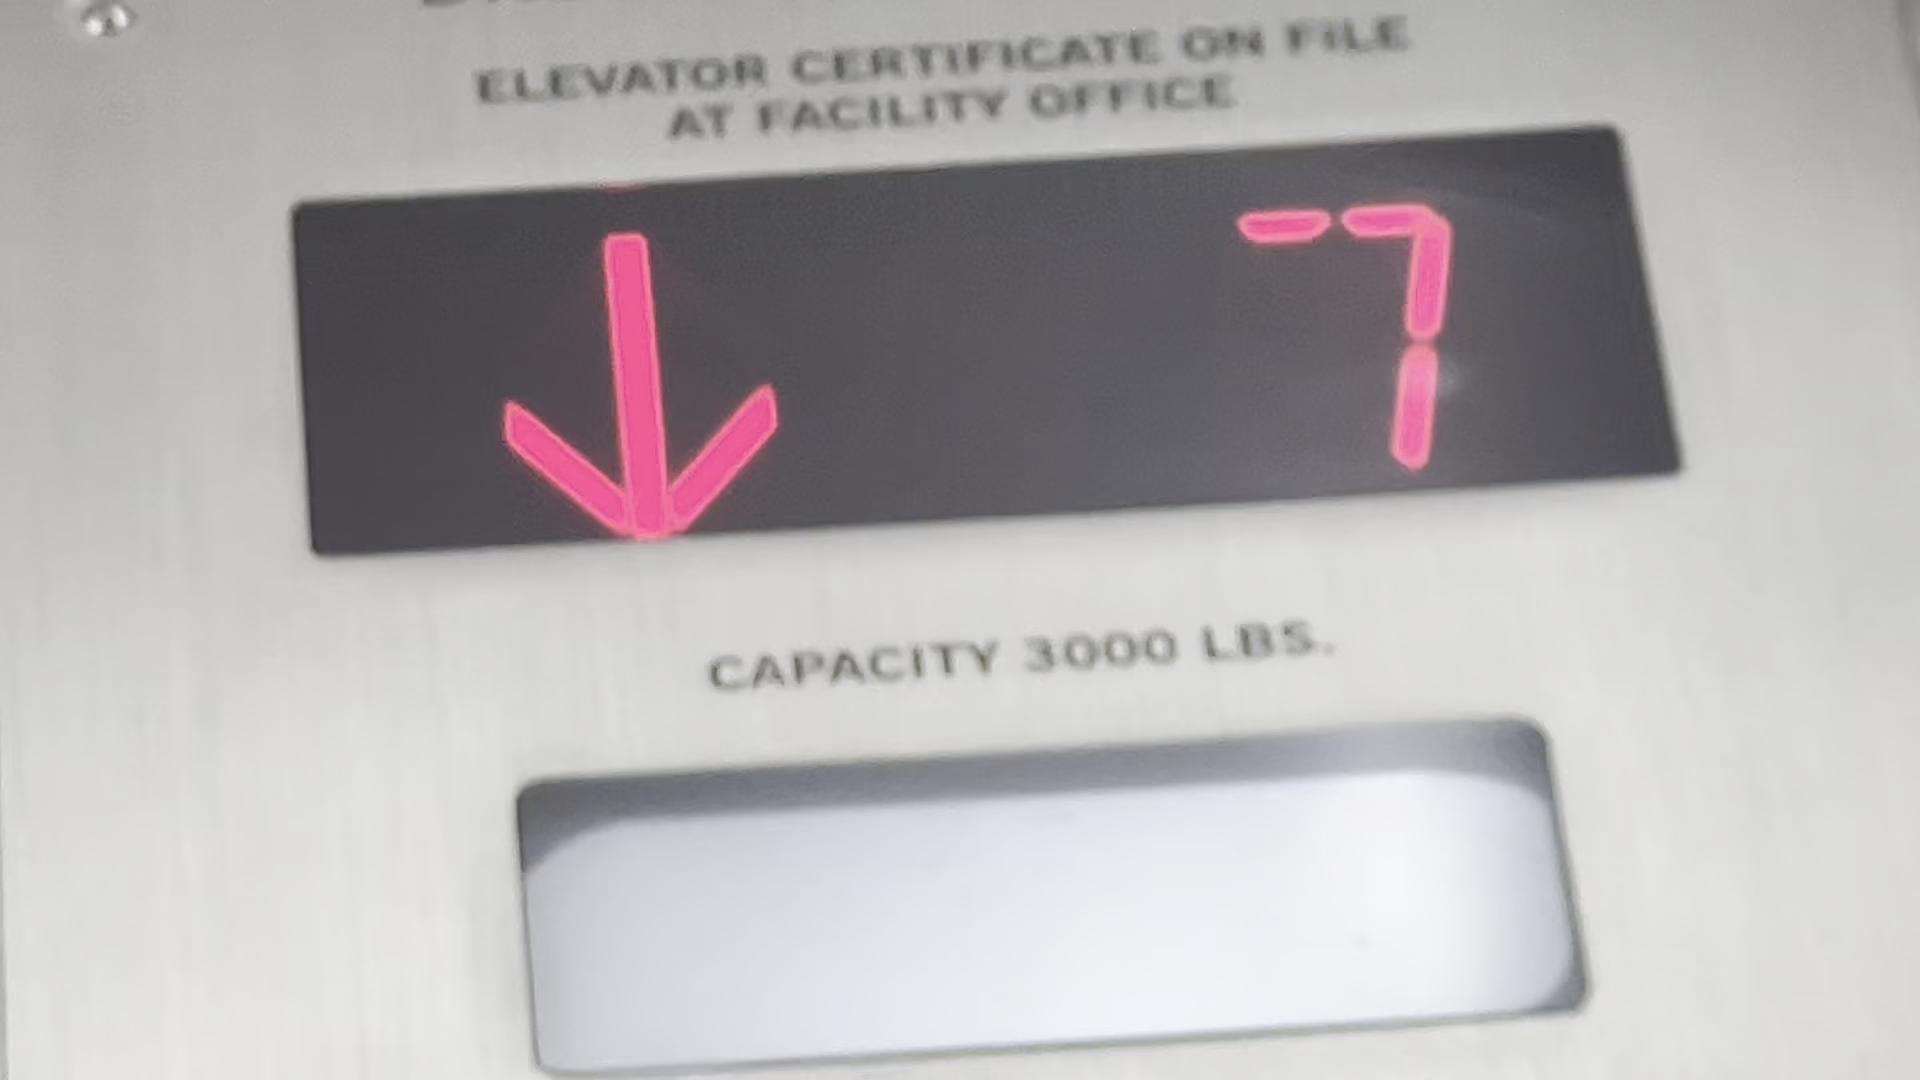 ELEVATOR CERTIFICATE ON FILE
AT FACILITY OFFICE
↓ 7
CAPACITY 3000 LBS.